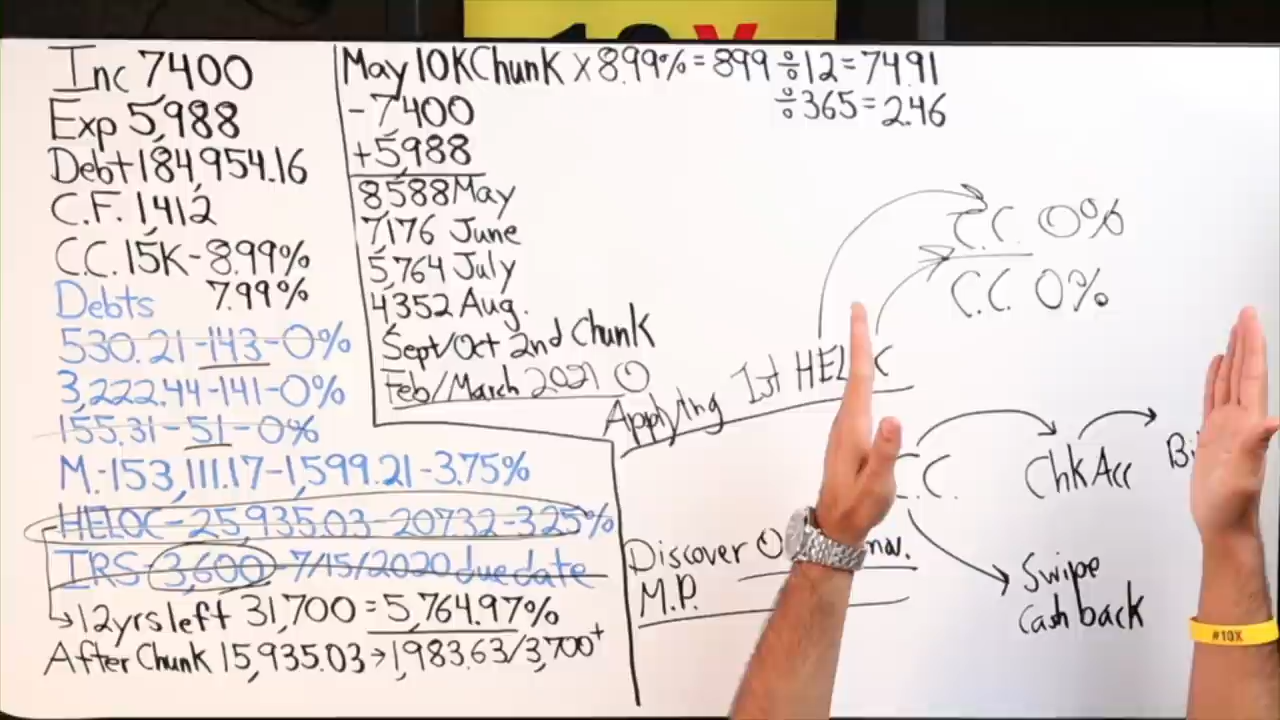 Inc 7400
Exp 5,988
Debt 184,954.16
C.F. 1412
C.C. 15K-8.99%
7.99%
Debts
530.21-143-0%
3,222.44-141-0%
155.31-51-0%
M.-153,111.17-1,599.21-3.75%
HELOC-25,935.03-207.32-3.25%
IRS-3,600-7/15/2020 due date
12yrs left 31,700 = 5,764.97%
After Chunk 15,935.03→1,983.63/3,700+
May 10K Chunk x 8.99% = 899 ÷ 12 = 74.91
÷ 365 = 2.46
-7400
+5,988
8588 May
7176 June
5,764 July
4352 Aug.
Sept/Oct 2nd Chunk
Feb/March 2021 0
Applying 1st HELOC
C.C. 0%
C.C. 0%
C.C.
Chk Acc
Discover
M.P.
Swipe
Cash back
#10X